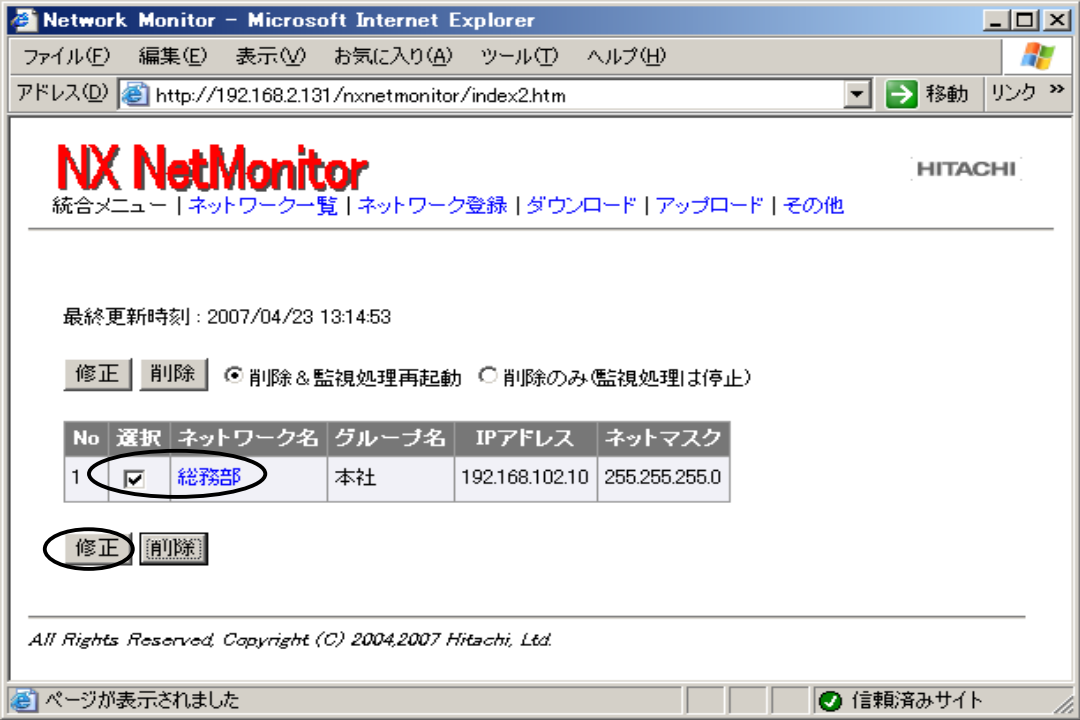 Network Monitor - Microsoft Internet Explorer
ファイル(F) 編集(E) 表示(V) お気に入り(A) ツール(T) ヘルプ(H)
アドレス(D) http://192.168.2.131/nxnetmonitor/index2.htm 移動 リンク »
NX NetMonitor
HITACHI
統合メニュー | ネットワーク一覧 | ネットワーク登録 | ダウンロード | アップロード | その他
最終更新時刻 : 2007/04/23 13:14:53
修正 削除 削除＆監視処理再起動 削除のみ(監視処理は停止)
No 選択 ネットワーク名 グループ名 IPアドレス ネットマスク
1 総務部 本社 192.168.102.10 255.255.255.0
修正 削除
All Rights Reserved, Copyright (C) 2004,2007 Hitachi, Ltd.
ページが表示されました 信頼済みサイト